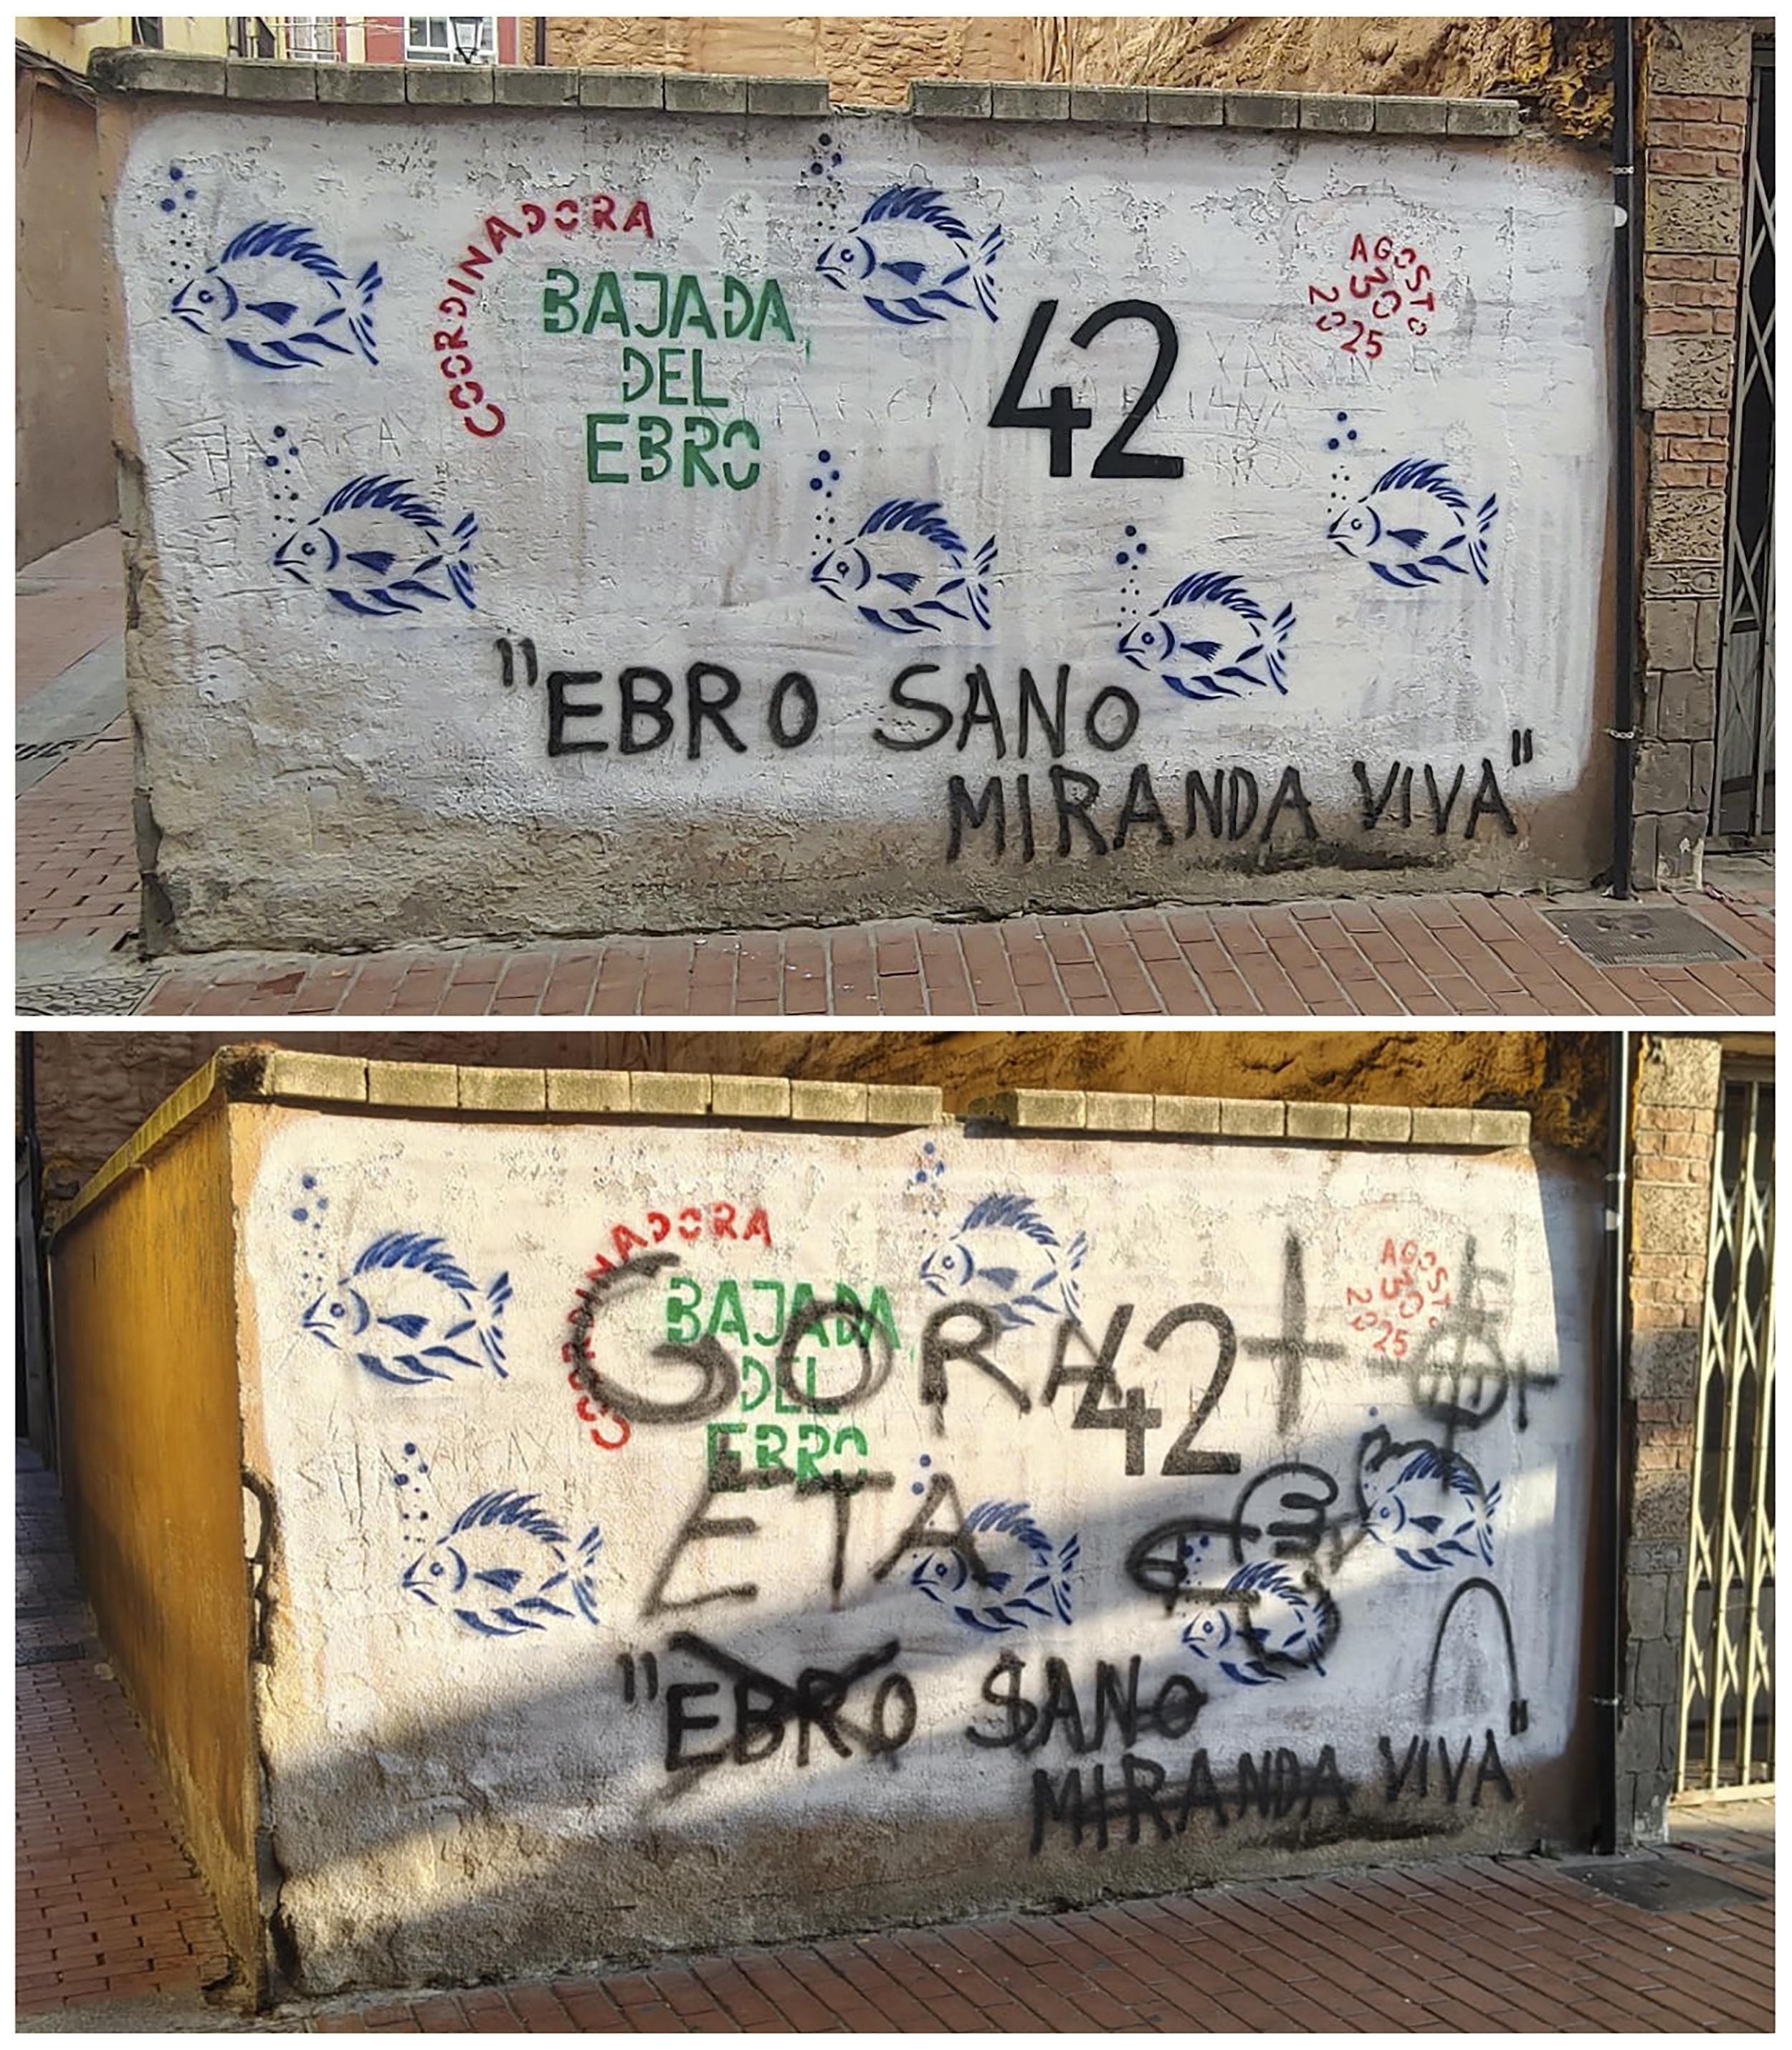 COORDINADORA
BAJADA
DEL
EBRO
42
AGOSTO
30
2025
"EBRO SANO
MIRANDA VIVA"
COORDINADORA
BAJADA
DEL
EBRO
42
AGOSTO
30
2025
GORA
ETA
"EBRO SANO
MIRANDA VIVA"